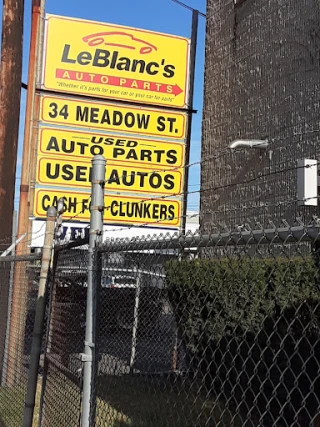 LeBlanc's
AUTO PARTS
"Whether it's parts for your car or your car for parts"
34 MEADOW ST.
USED
AUTO PARTS
USED AUTOS
CASH FOR CLUNKERS